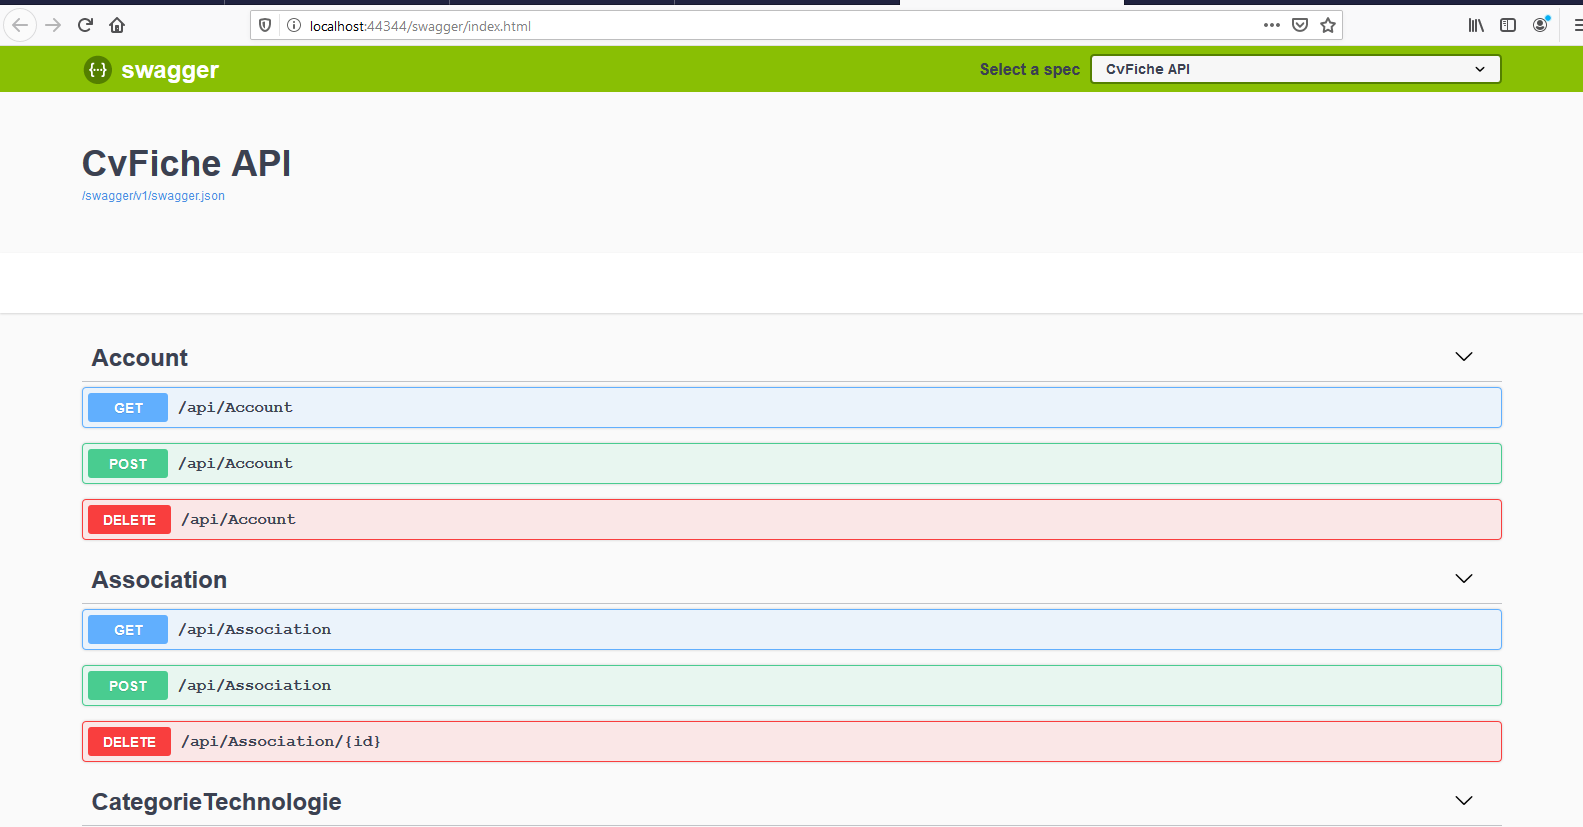 localhost:44344/swagger/index.html
{··} swagger
Select a spec
CvFiche API
CvFiche API
/swagger/v1/swagger.json
Account
GET /api/Account
POST /api/Account
DELETE /api/Account
Association
GET /api/Association
POST /api/Association
DELETE /api/Association/{id}
CategorieTechnologie